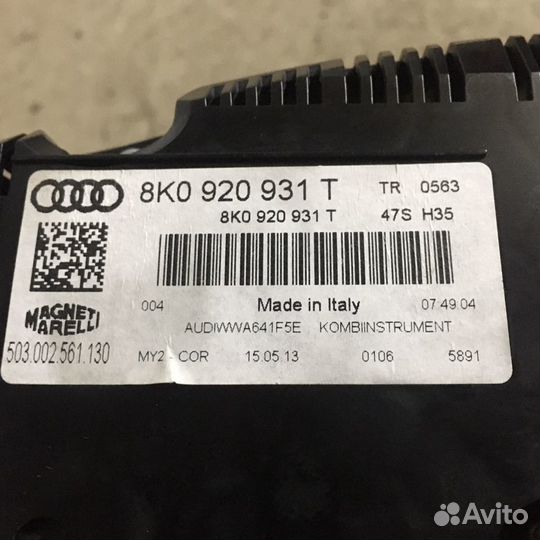 8K0 920 931 T TR 0563
8K0 920 931 T 47S H35
004 Made in Italy 07 49 04
MAGNETI MARELLI
AUDIWWA641F5E KOMBIINSTRUMENT
503.002.561.130 MY2 - COR 15.05.13 0106 5891
Avito